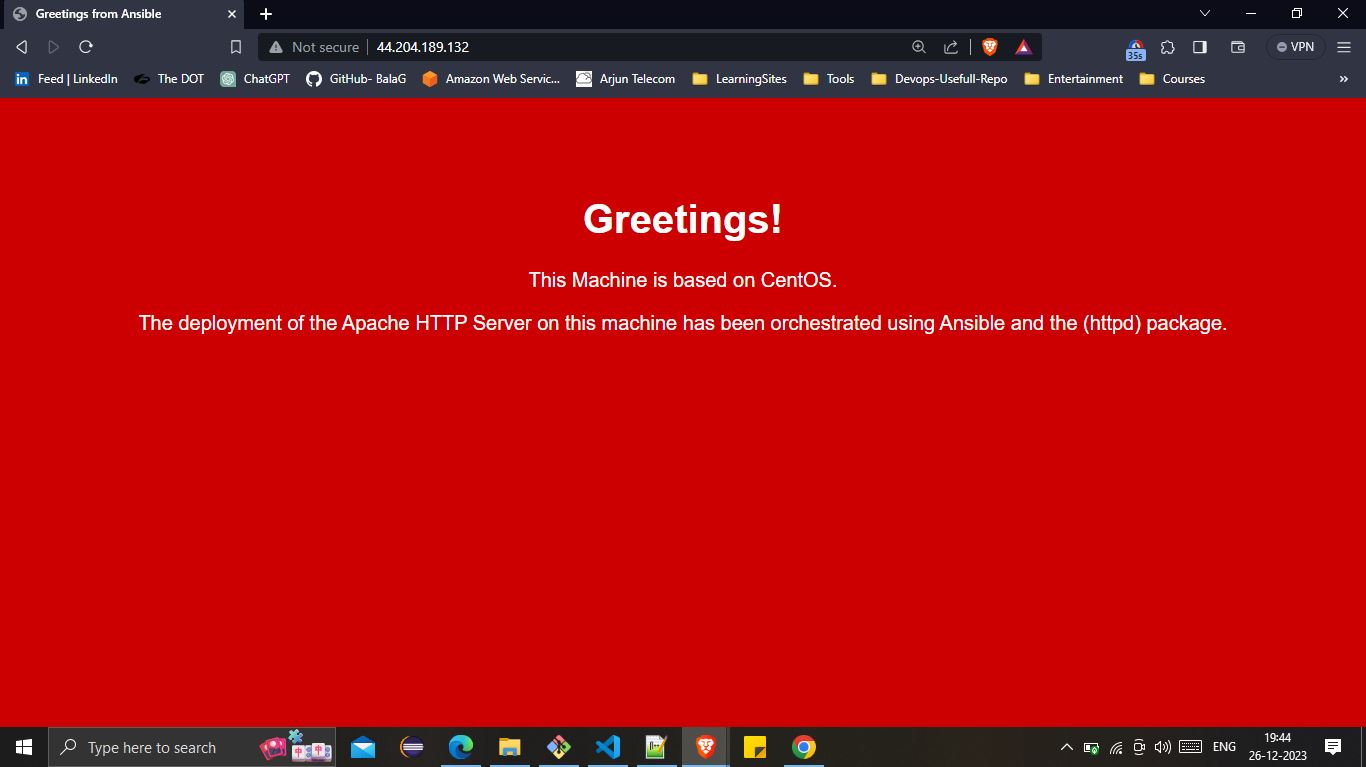 Greetings from Ansible
Not secure 44.204.189.132
35s
VPN
Feed | LinkedIn The DOT ChatGPT GitHub- BalaG Amazon Web Servic... Arjun Telecom LearningSites Tools Devops-Usefull-Repo Entertainment Courses
Greetings!
This Machine is based on CentOS.
The deployment of the Apache HTTP Server on this machine has been orchestrated using Ansible and the (httpd) package.
Type here to search
ENG
19:44
26-12-2023